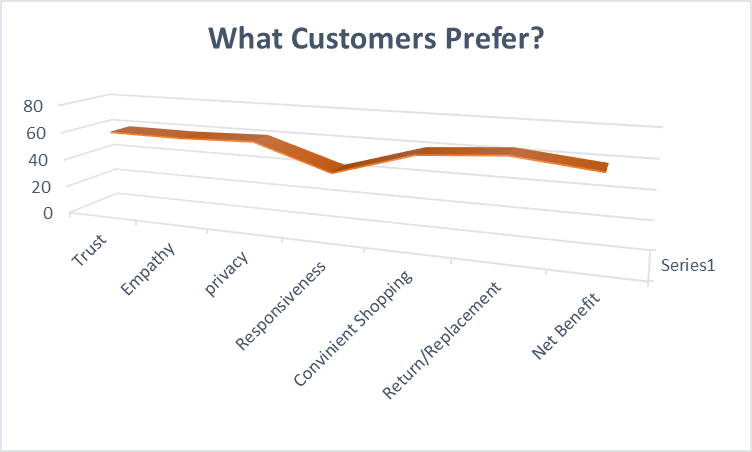 What Customers Prefer?
80
60
40
20
0
Trust
Empathy
privacy
Responsiveness
Convinient Shopping
Return/Replacement
Net Benefit
Series1